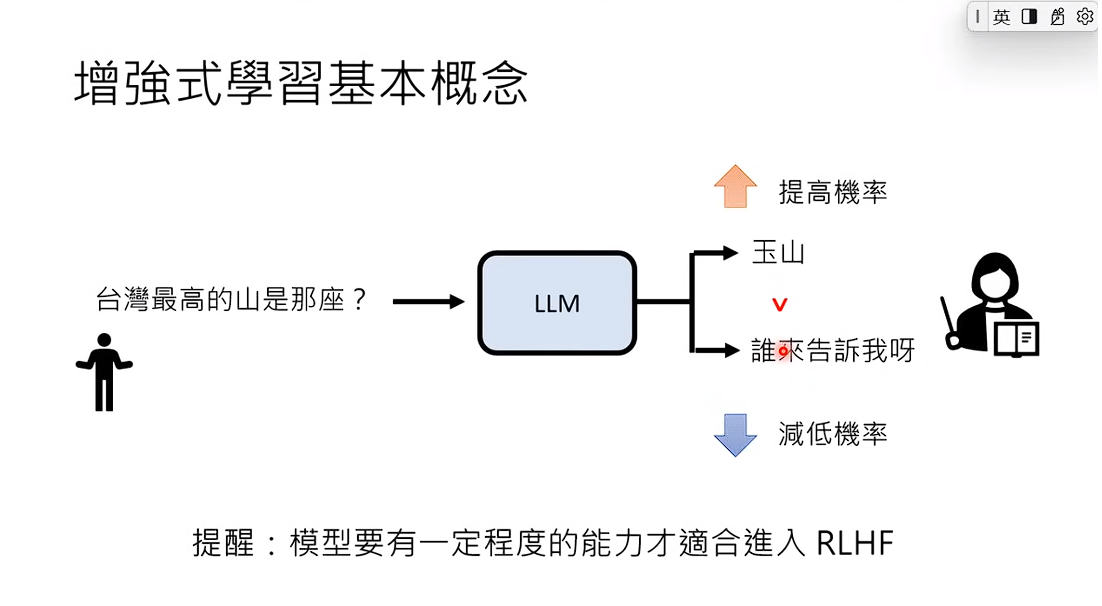 英
增強式學習基本概念
提高機率
玉山
台灣最高的山是那座？
LLM
v
誰來告訴我呀
減低機率
提醒：模型要有一定程度的能力才適合進入 RLHF